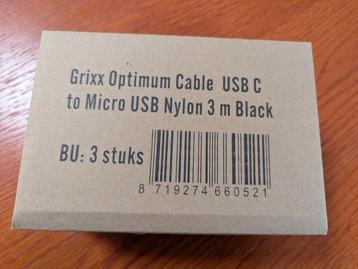 Grixx Optimum Cable USB C
to Micro USB Nylon 3 m Black
BU: 3 stuks
8 719274 660521